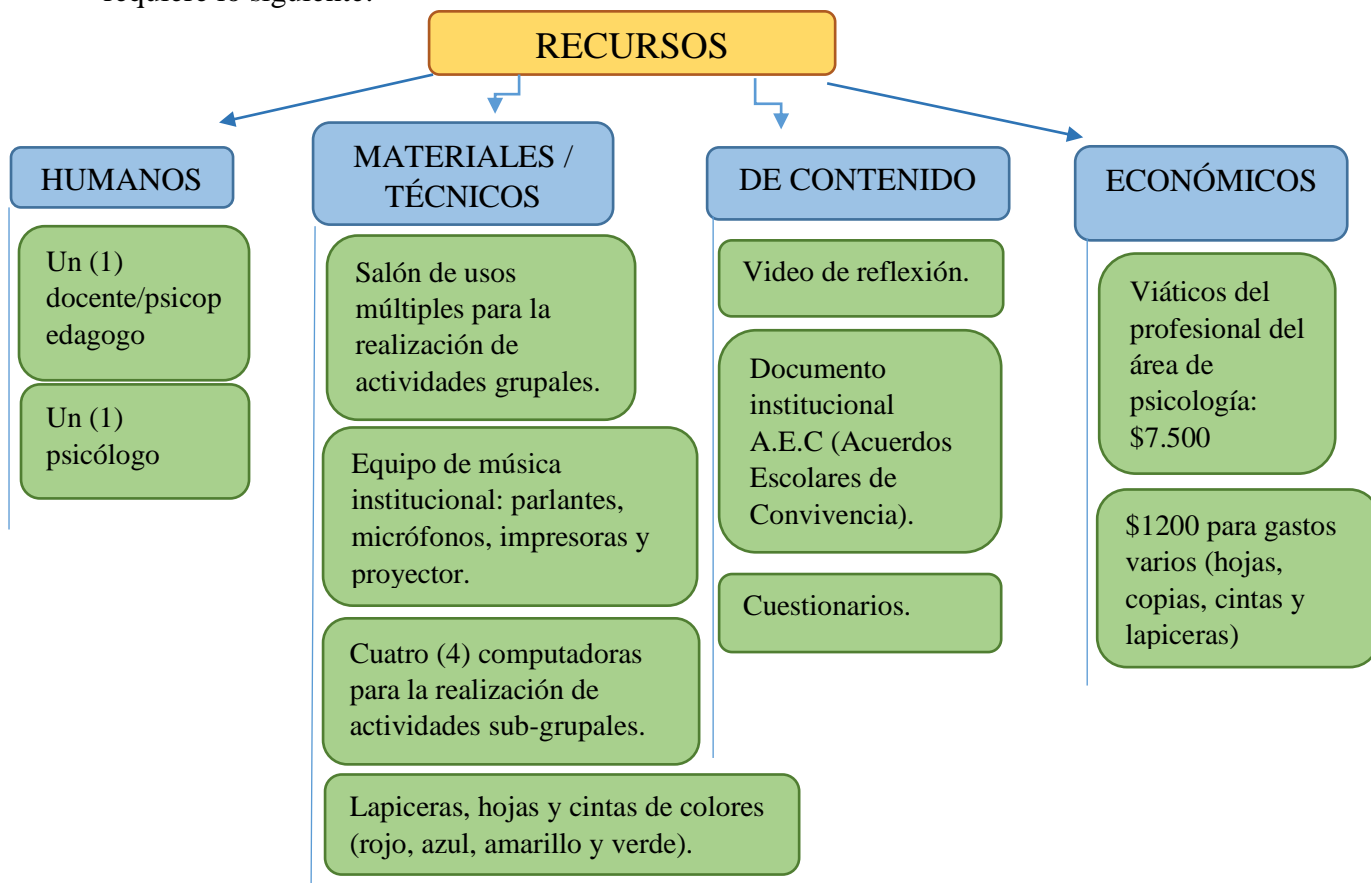 requiere lo siguiente:
RECURSOS
HUMANOS
Un (1)
docente/psicop
edagogo
Un (1)
psicólogo
MATERIALES /
TÉCNICOS
Salón de usos
múltiples para la
realización de
actividades grupales.
Equipo de música
institucional: parlantes,
micrófonos, impresoras y
proyector.
Cuatro (4) computadoras
para la realización de
actividades sub-grupales.
Lapiceras, hojas y cintas de colores
(rojo, azul, amarillo y verde).
DE CONTENIDO
Video de reflexión.
Documento
institucional
A.E.C (Acuerdos
Escolares de
Convivencia).
Cuestionarios.
ECONÓMICOS
Viáticos del
profesional del
área de
psicología:
$7.500
$1200 para gastos
varios (hojas,
copias, cintas y
lapiceras)